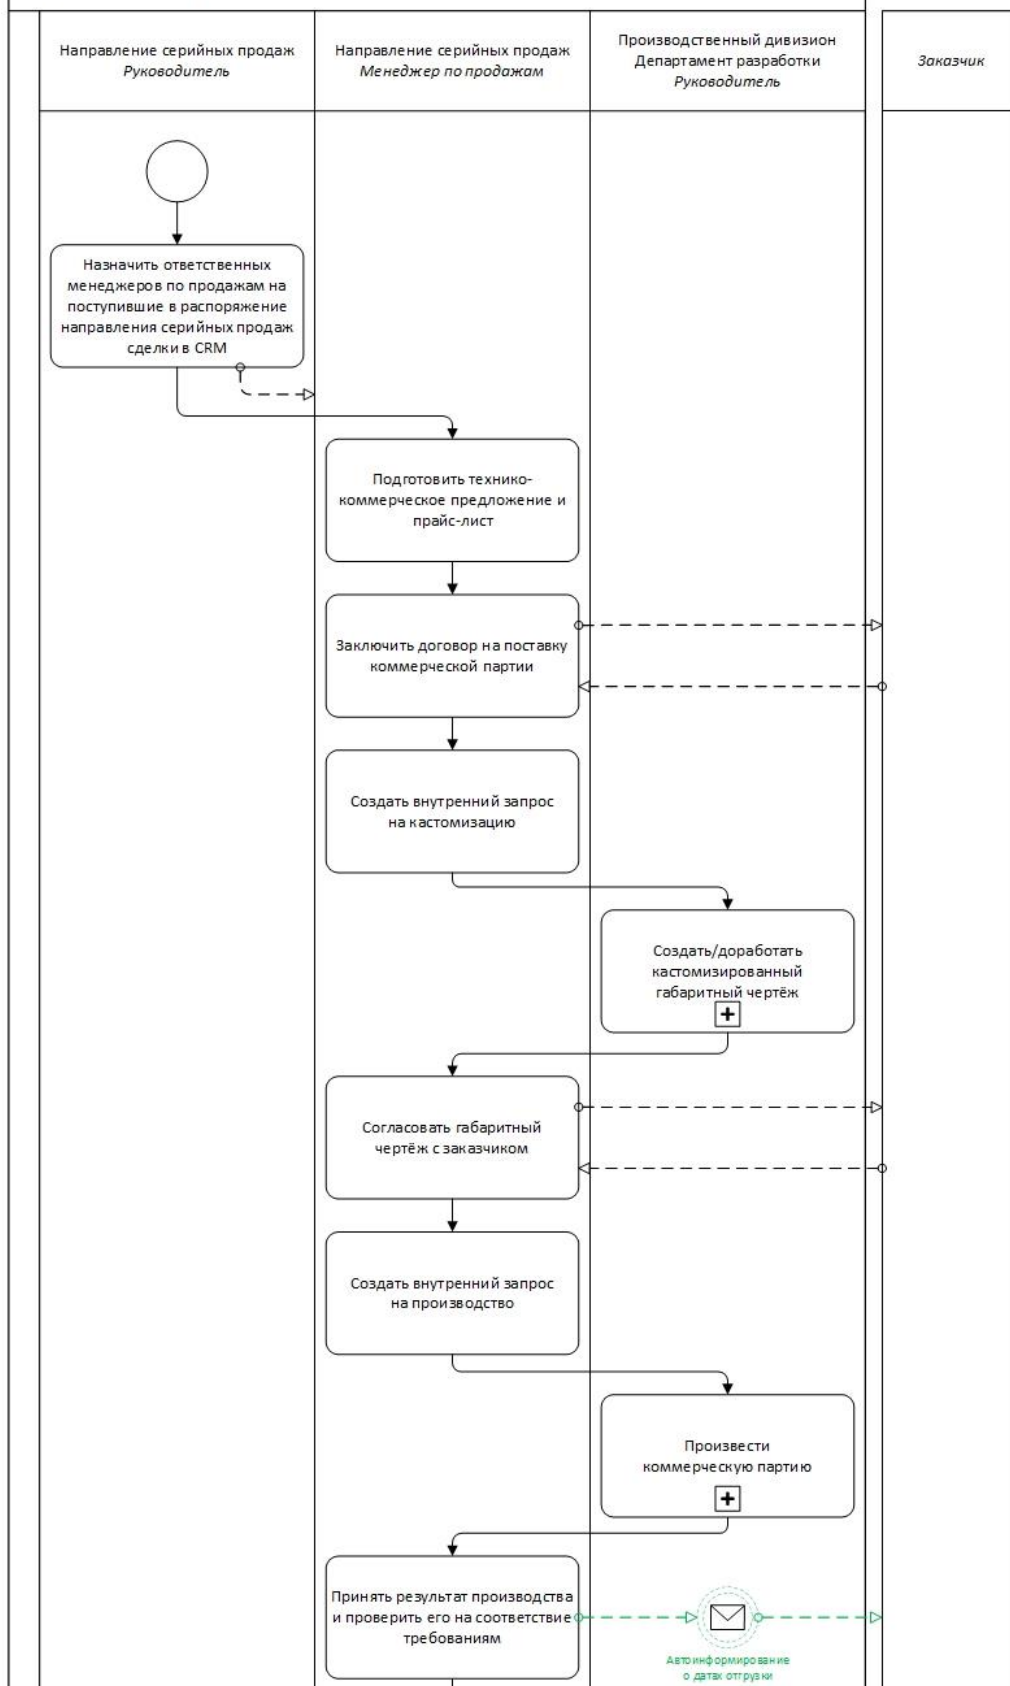 Направление серийных продаж
Руководитель
Направление серийных продаж
Менеджер по продажам
Производственный дивизион
Департамент разработки
Руководитель
Заказчик
Назначить ответственных
менеджеров по продажам на
поступившие в распоряжение
направления серийных продаж
сделки в CRM
Подготовить технико-
коммерческое предложение и
прайс-лист
Заключить договор на поставку
коммерческой партии
Создать внутренний запрос
на кастомизацию
Создать/доработать
кастомизированный
габаритный чертёж
Согласовать габаритный
чертёж с заказчиком
Создать внутренний запрос
на производство
Произвести
коммерческую партию
Принять результат производства
и проверить его на соответствие
требованиям
Автоинформирование
о датах отгрузки